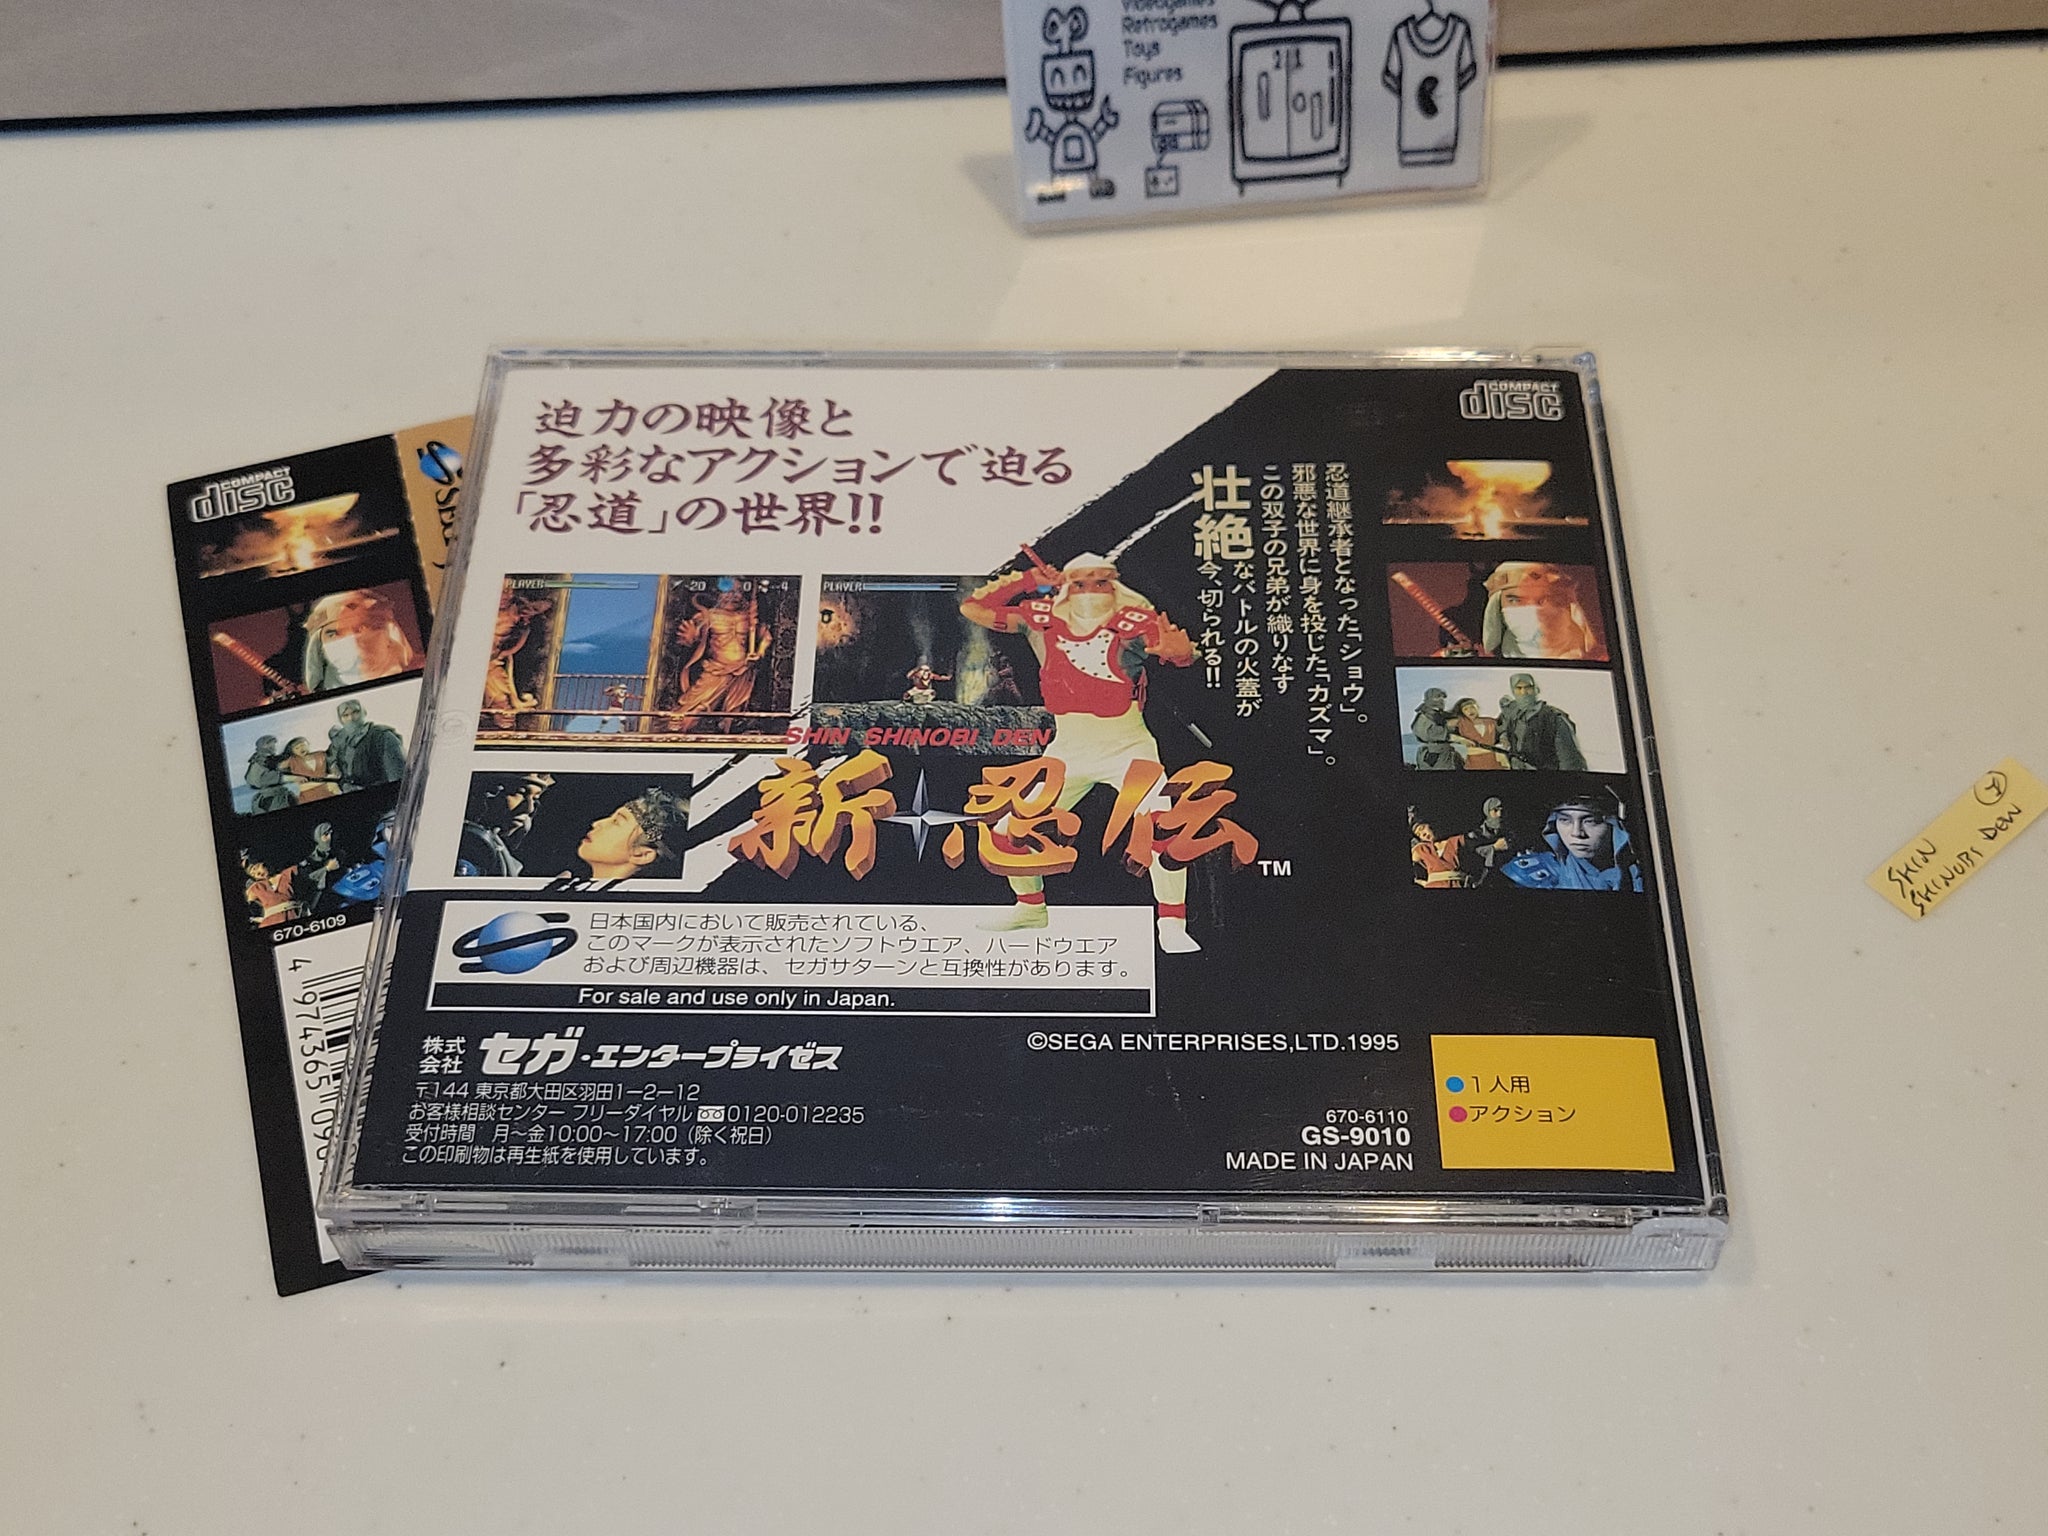 Retrogames
Toys
Figures
COMPACT
disc
670-6109
迫力の映像と
多彩なアクションで迫る
「忍道」の世界!!
COMPACT
disc
忍道継承者となった「ショウ」。
邪悪な世界に身を投じた「カズマ」。
この双子の兄弟が織りなす
壮絶なバトルの火蓋が
今、切られる!!
PLAYER
PLAYER
SHIN SHINOBI DEN
新忍伝
TM
日本国内において販売されている、
このマークが表示されたソフトウエア、ハードウエア
および周辺機器は、セガサターンと互換性があります。
For sale and use only in Japan.
株式会社 セガ・エンタープライゼス
〒144 東京都大田区羽田1-2-12
お客様相談センター フリーダイヤル 0120-012235
受付時間 月～金10:00～17:00（除く祝日）
この印刷物は再生紙を使用しています。
©SEGA ENTERPRISES,LTD.1995
670-6110
GS-9010
MADE IN JAPAN
1人用
アクション
SHIN
SHINOBI DEN